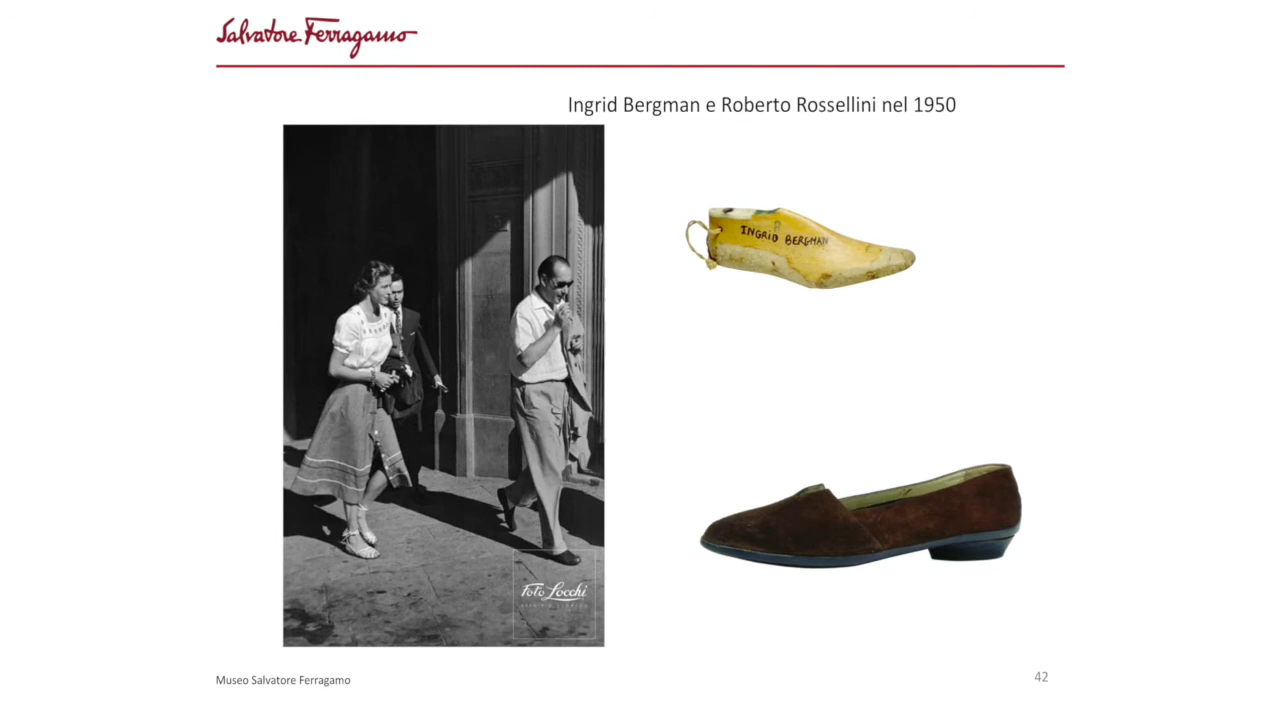 Salvatore Ferragamo
Ingrid Bergman e Roberto Rossellini nel 1950
INGRID BERGMAN
Foto Locchi
Museo Salvatore Ferragamo
42